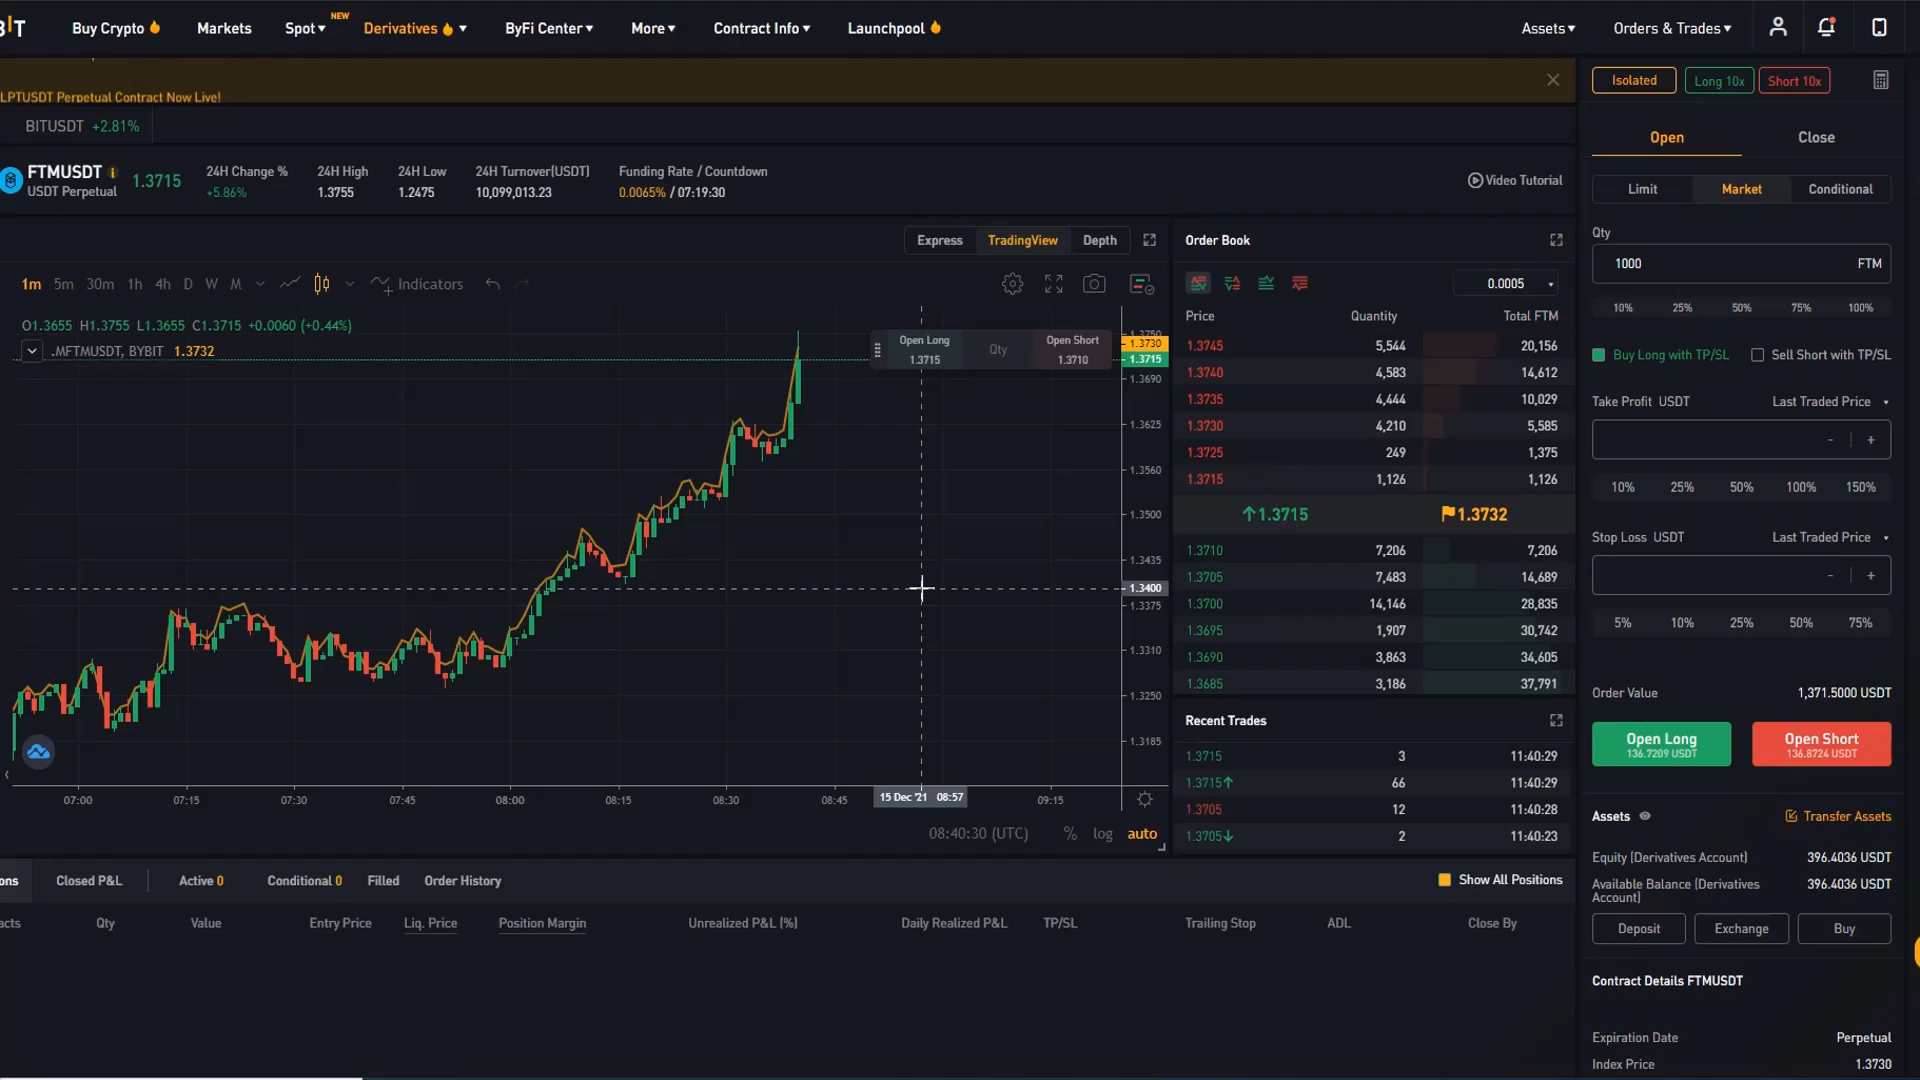 Buy Crypto Markets Spot▾ NEW Derivatives ▾ ByFi Center▾ More▾ Contract Info▾ Launchpool Assets▾ Orders & Trades▾
LPTUSDT Perpetual Contract Now Live!
BITUSDT +2.81%
FTMUSDT
USDT Perpetual
1.3715
24H Change %
+5.86%
24H High
1.3755
24H Low
1.2475
24H Turnover(USDT)
10,099,013.23
Funding Rate / Countdown
0.0065% / 07:19:30
Video Tutorial
Express TradingView Depth
1m 5m 30m 1h 4h D W M Indicators
O1.3655 H1.3755 L1.3655 C1.3715 +0.0060 (+0.44%)
.MFTMUSDT, BYBIT 1.3732
Open Long
1.3715
Qty
Open Short
1.3710
1.3750
1.3730
1.3715
1.3690
1.3625
1.3560
1.3500
1.3435
1.3400
1.3375
1.3310
1.3250
1.3185
07:00 07:15 07:30 07:45 08:00 08:15 08:30 08:45 15 Dec '21 08:57 09:15
08:40:30 (UTC) % log auto
Order Book
0.0005
Price Quantity Total FTM
1.3745 5,544 20,156
1.3740 4,583 14,612
1.3735 4,444 10,029
1.3730 4,210 5,585
1.3725 249 1,375
1.3715 1,126 1,126
↑1.3715 1.3732
1.3710 7,206 7,206
1.3705 7,483 14,689
1.3700 14,146 28,835
1.3695 1,907 30,742
1.3690 3,863 34,605
1.3685 3,186 37,791
Recent Trades
1.3715 3 11:40:29
1.3715↑ 66 11:40:29
1.3705 12 11:40:28
1.3705↓ 2 11:40:23
Isolated Long 10x Short 10x
Open Close
Limit Market Conditional
Qty
1000 FTM
10% 25% 50% 75% 100%
Buy Long with TP/SL Sell Short with TP/SL
Take Profit USDT Last Traded Price
- +
10% 25% 50% 100% 150%
Stop Loss USDT Last Traded Price
- +
5% 10% 25% 50% 75%
Order Value 1,371.5000 USDT
Open Long
136.7209 USDT
Open Short
136.8724 USDT
Assets Transfer Assets
Equity (Derivatives Account) 396.4036 USDT
Available Balance (Derivatives Account) 396.4036 USDT
Deposit Exchange Buy
Contract Details FTMUSDT
Expiration Date Perpetual
Index Price 1.3730
ons Closed P&L Active 0 Conditional 0 Filled Order History Show All Positions
acts Qty Value Entry Price Liq. Price Position Margin Unrealized P&L (%) Daily Realized P&L TP/SL Trailing Stop ADL Close By